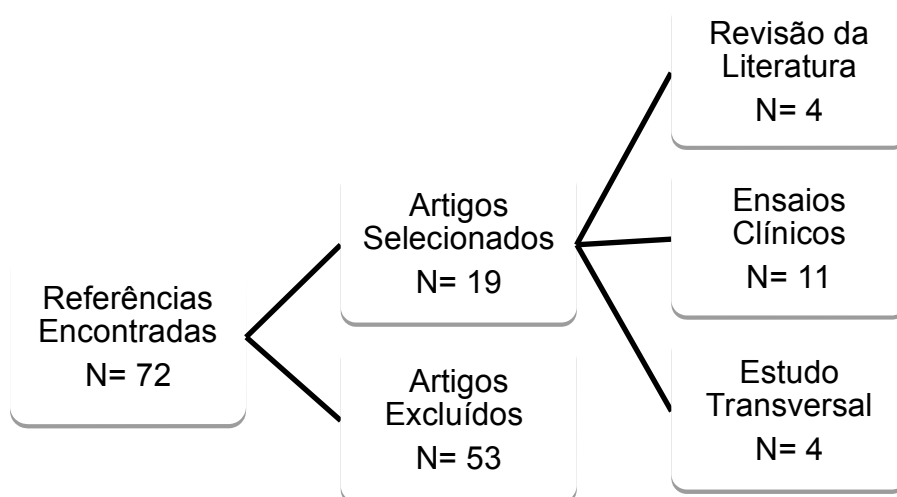 Referências
Encontradas
N= 72
Artigos
Selecionados
N= 19
Artigos
Excluídos
N= 53
Revisão da
Literatura
N= 4
Ensaios
Clínicos
N= 11
Estudo
Transversal
N= 4